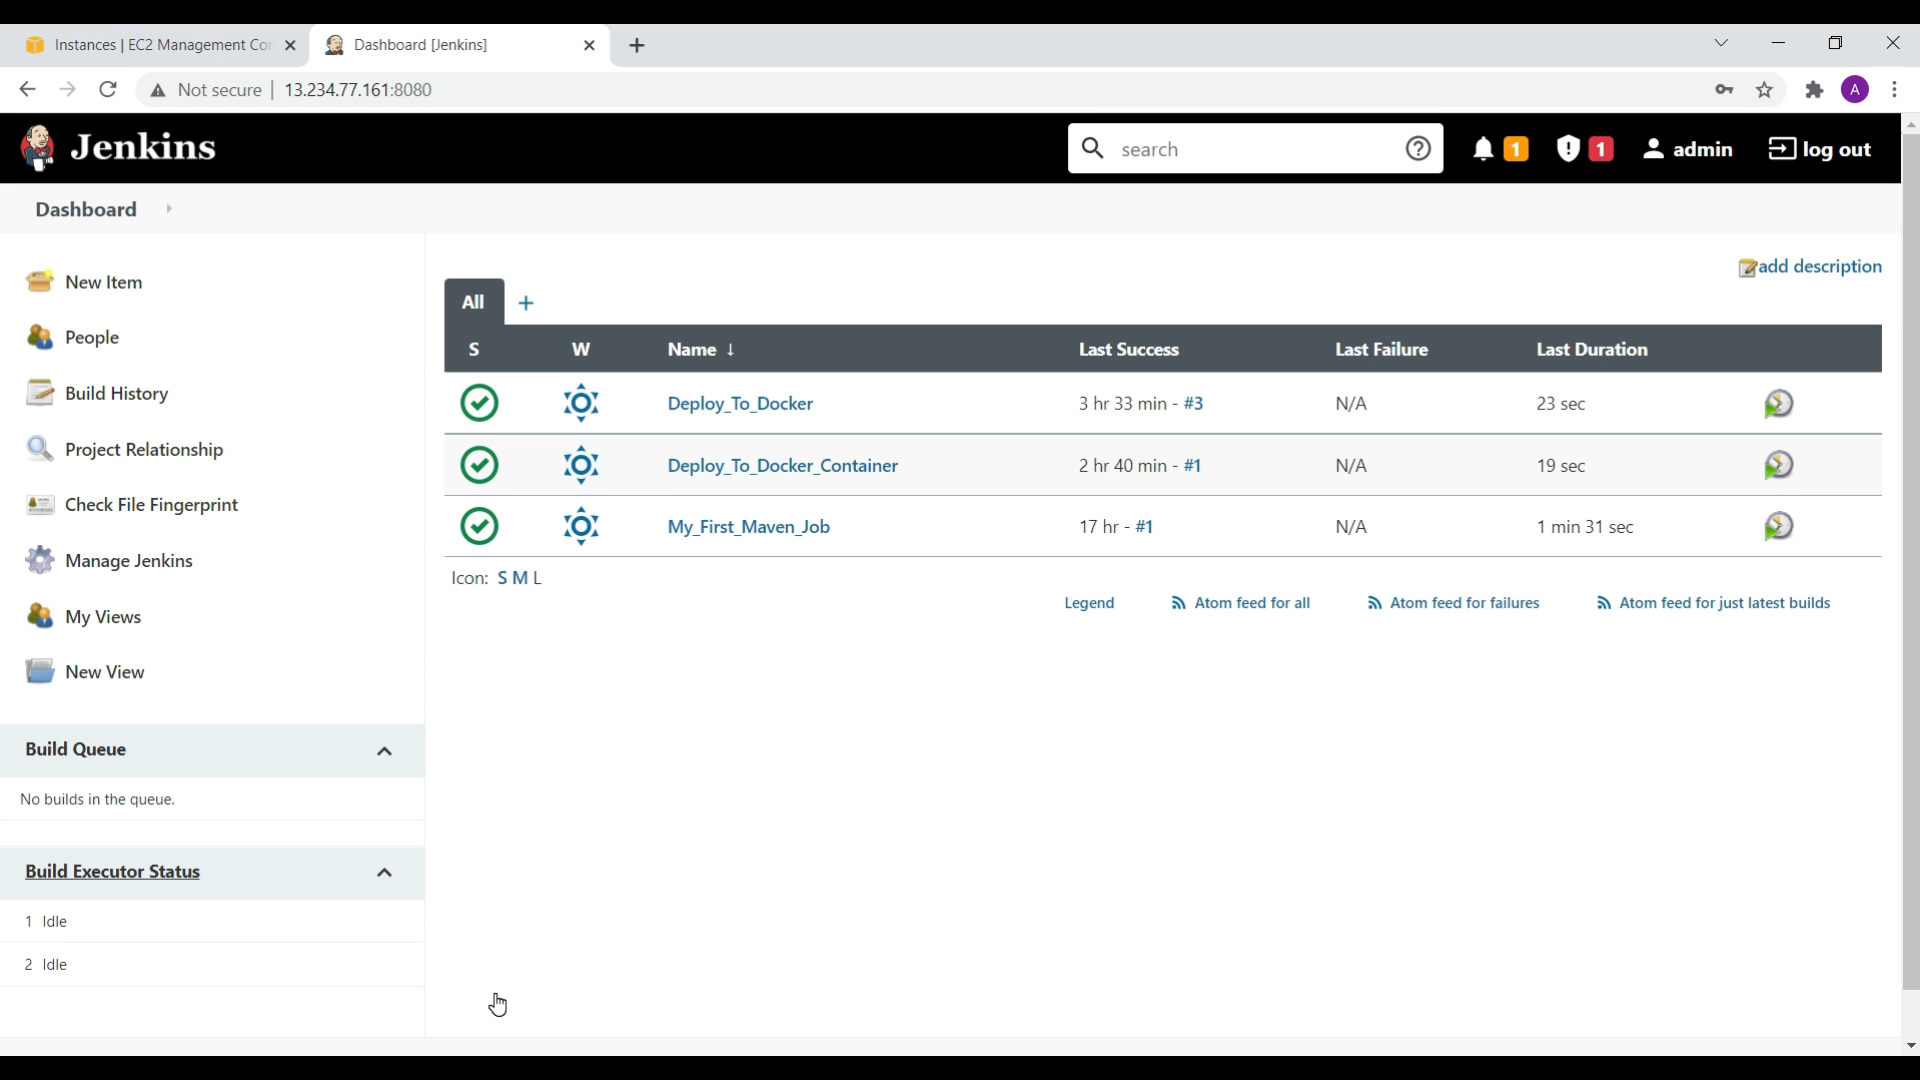 Instances | EC2 Management Con
Dashboard [Jenkins]
Not secure | 13.234.77.161:8080
A
Jenkins
search
1
1
admin
log out
Dashboard
New Item
People
Build History
Project Relationship
Check File Fingerprint
Manage Jenkins
My Views
New View
Build Queue
No builds in the queue.
Build Executor Status
1 Idle
2 Idle
add description
All +
S W Name ↓ Last Success Last Failure Last Duration
Deploy_To_Docker 3 hr 33 min - #3 N/A 23 sec
Deploy_To_Docker_Container 2 hr 40 min - #1 N/A 19 sec
My_First_Maven_Job 17 hr - #1 N/A 1 min 31 sec
Icon: S M L
Legend Atom feed for all Atom feed for failures Atom feed for just latest builds